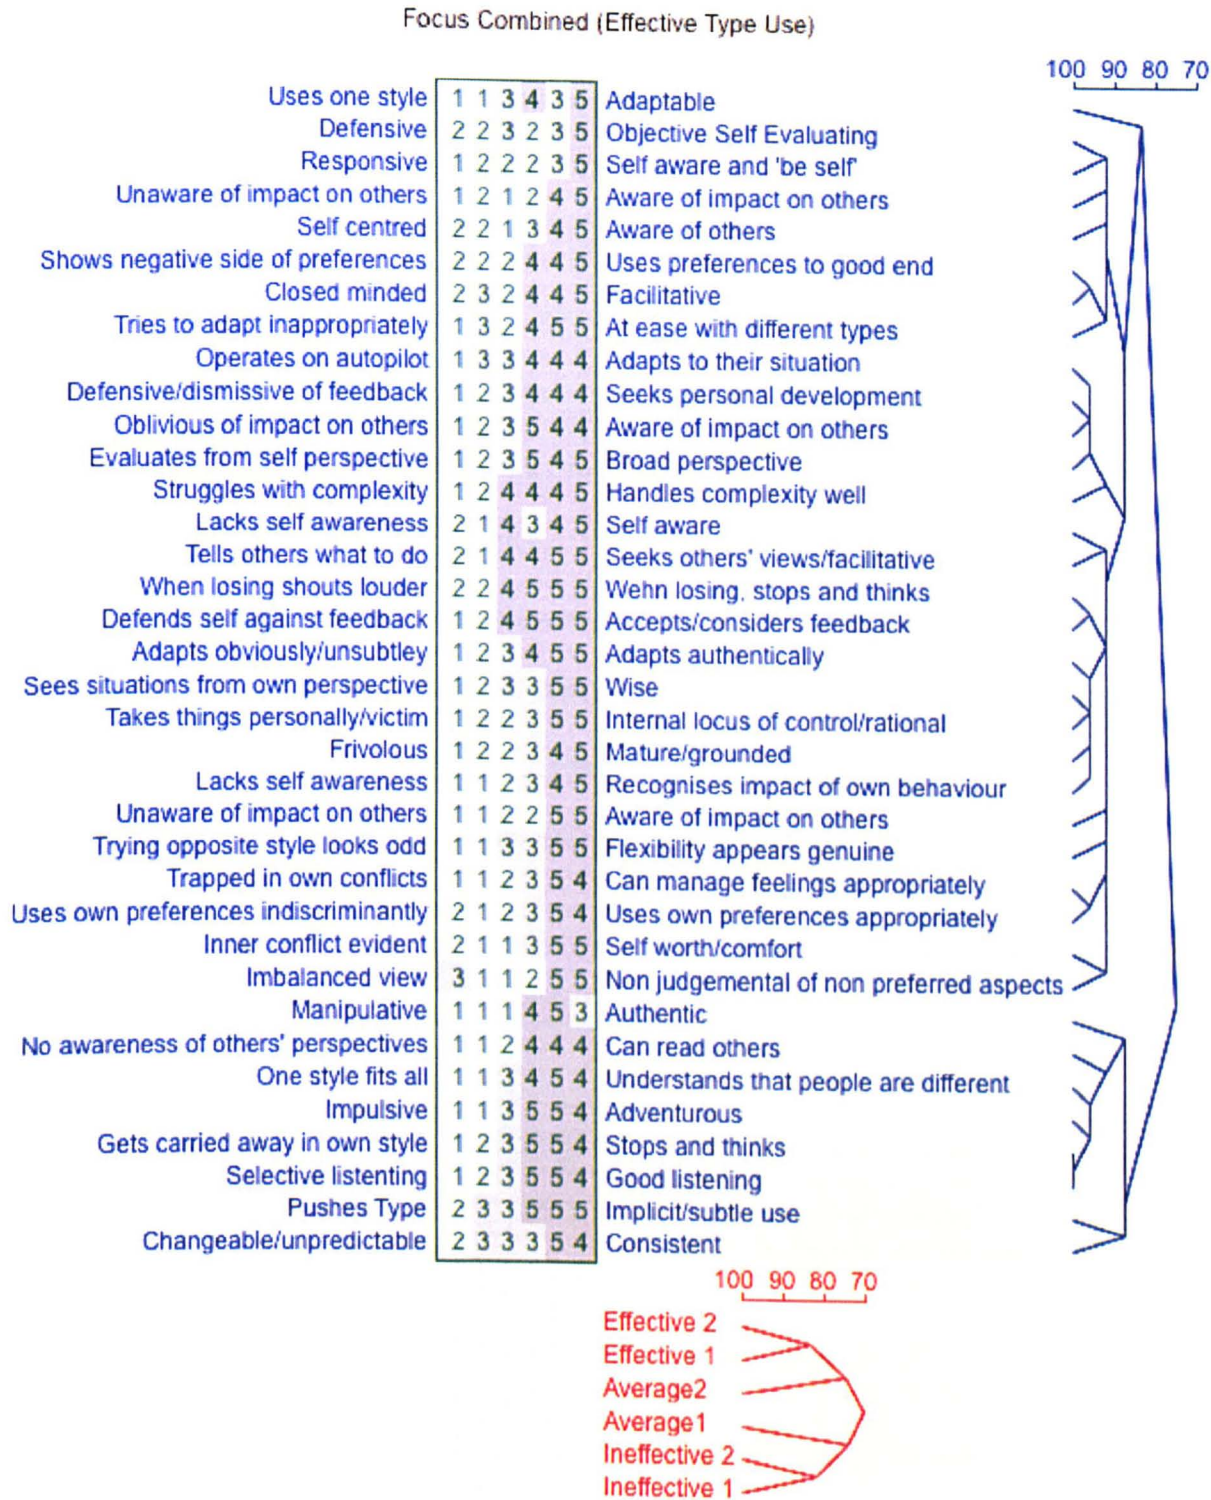 Focus Combined (Effective Type Use)
100 90 80 70
Uses one style 1 1 3 4 3 5 Adaptable
Defensive 2 2 3 2 3 5 Objective Self Evaluating
Responsive 1 2 2 2 3 5 Self aware and 'be self'
Unaware of impact on others 1 2 1 2 4 5 Aware of impact on others
Self centred 2 2 1 3 4 5 Aware of others
Shows negative side of preferences 2 2 2 4 4 5 Uses preferences to good end
Closed minded 2 3 2 4 4 5 Facilitative
Tries to adapt inappropriately 1 3 2 4 5 5 At ease with different types
Operates on autopilot 1 3 3 4 4 4 Adapts to their situation
Defensive/dismissive of feedback 1 2 3 4 4 4 Seeks personal development
Oblivious of impact on others 1 2 3 5 4 4 Aware of impact on others
Evaluates from self perspective 1 2 3 5 4 5 Broad perspective
Struggles with complexity 1 2 4 4 4 5 Handles complexity well
Lacks self awareness 2 1 4 3 4 5 Self aware
Tells others what to do 2 1 4 4 5 5 Seeks others' views/facilitative
When losing shouts louder 2 2 4 5 5 5 Wehn losing, stops and thinks
Defends self against feedback 1 2 4 5 5 5 Accepts/considers feedback
Adapts obviously/unsubtley 1 2 3 4 5 5 Adapts authentically
Sees situations from own perspective 1 2 3 3 5 5 Wise
Takes things personally/victim 1 2 2 3 5 5 Internal locus of control/rational
Frivolous 1 2 2 3 4 5 Mature/grounded
Lacks self awareness 1 1 2 3 4 5 Recognises impact of own behaviour
Unaware of impact on others 1 1 2 2 5 5 Aware of impact on others
Trying opposite style looks odd 1 1 3 3 5 5 Flexibility appears genuine
Trapped in own conflicts 1 1 2 3 5 4 Can manage feelings appropriately
Uses own preferences indiscriminantly 2 1 2 3 5 4 Uses own preferences appropriately
Inner conflict evident 2 1 1 3 5 5 Self worth/comfort
Imbalanced view 3 1 1 2 5 5 Non judgemental of non preferred aspects
Manipulative 1 1 1 4 5 3 Authentic
No awareness of others' perspectives 1 1 2 4 4 4 Can read others
One style fits all 1 1 3 4 5 4 Understands that people are different
Impulsive 1 1 3 5 5 4 Adventurous
Gets carried away in own style 1 2 3 5 5 4 Stops and thinks
Selective listenting 1 2 3 5 5 4 Good listening
Pushes Type 2 3 3 5 5 5 Implicit/subtle use
Changeable/unpredictable 2 3 3 3 5 4 Consistent
100 90 80 70
Effective 2
Effective 1
Average2
Average1
Ineffective 2
Ineffective 1